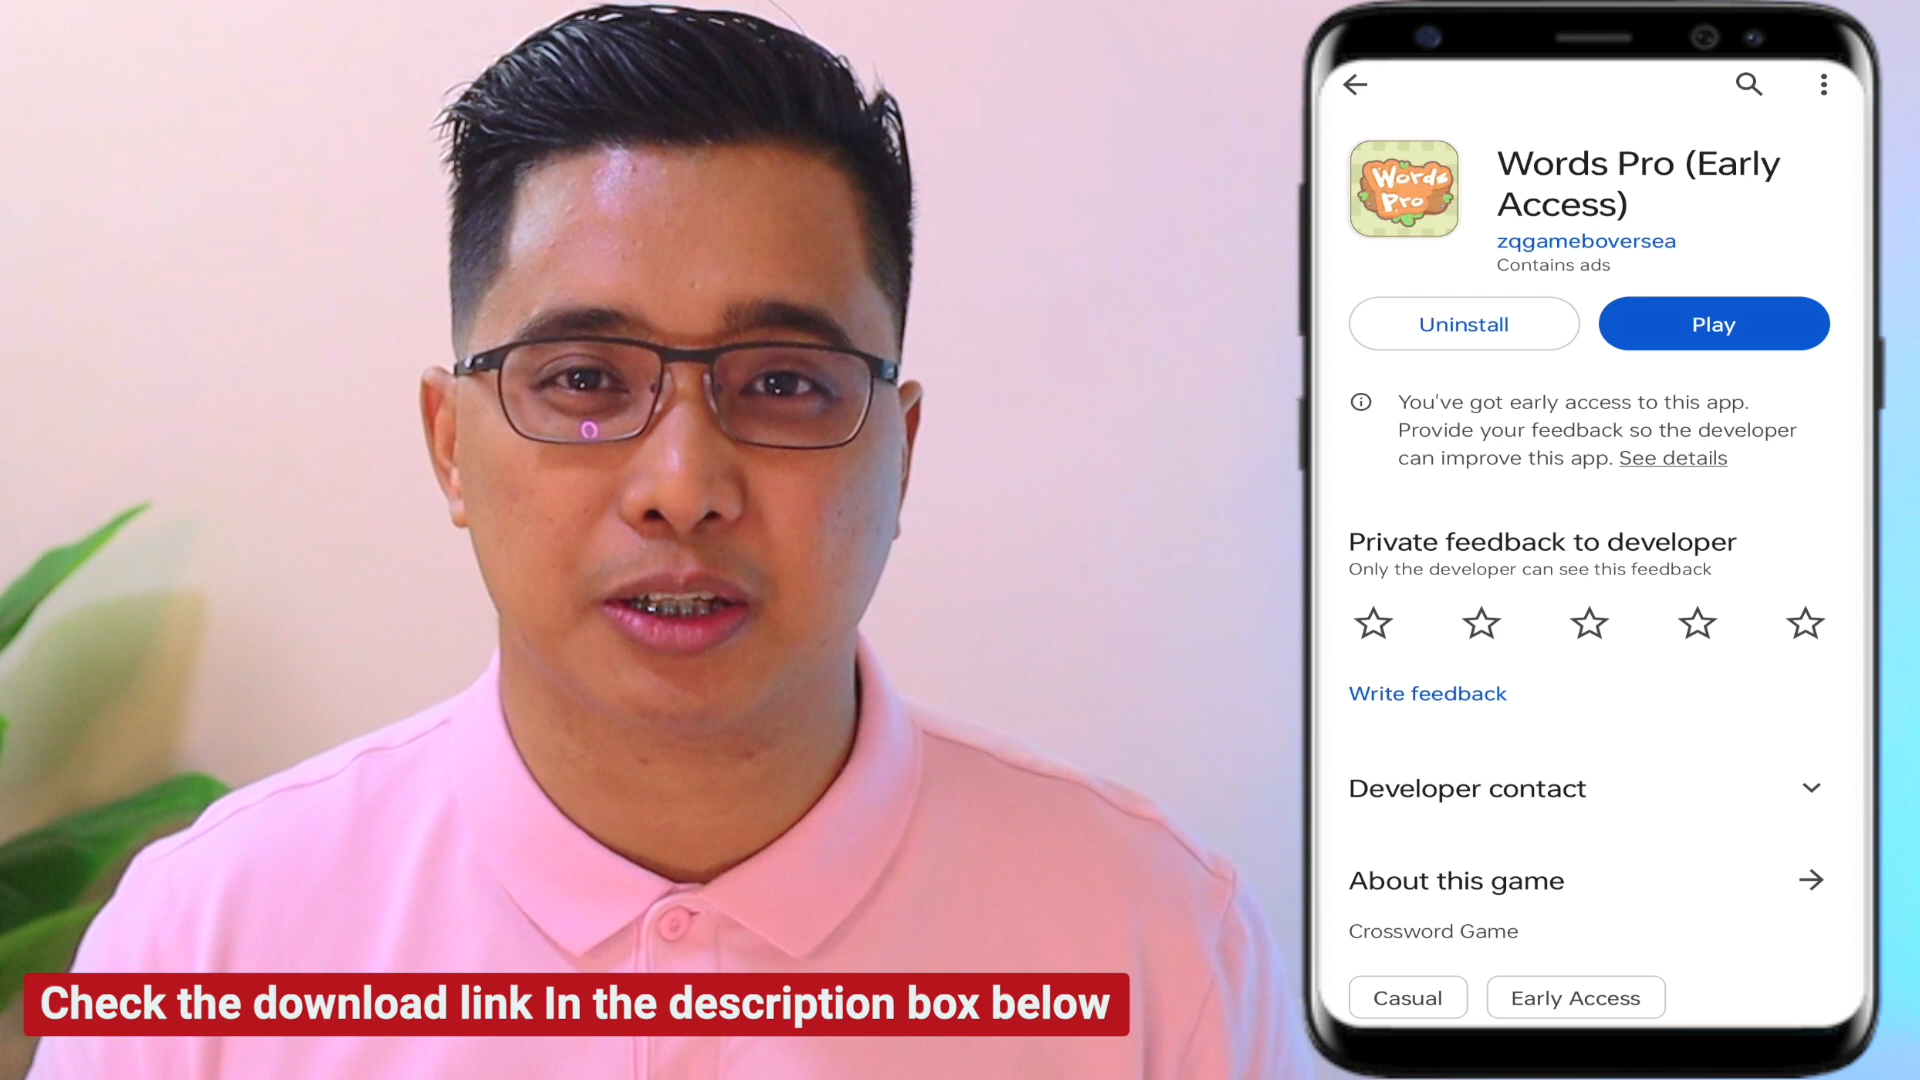 Words
Pro
Words Pro (Early
Access)
zqgameboversea
Contains ads
Uninstall
Play
You've got early access to this app.
Provide your feedback so the developer
can improve this app. See details
Private feedback to developer
Only the developer can see this feedback
Write feedback
Developer contact
About this game
Crossword Game
Casual
Early Access
Check the download link In the description box below